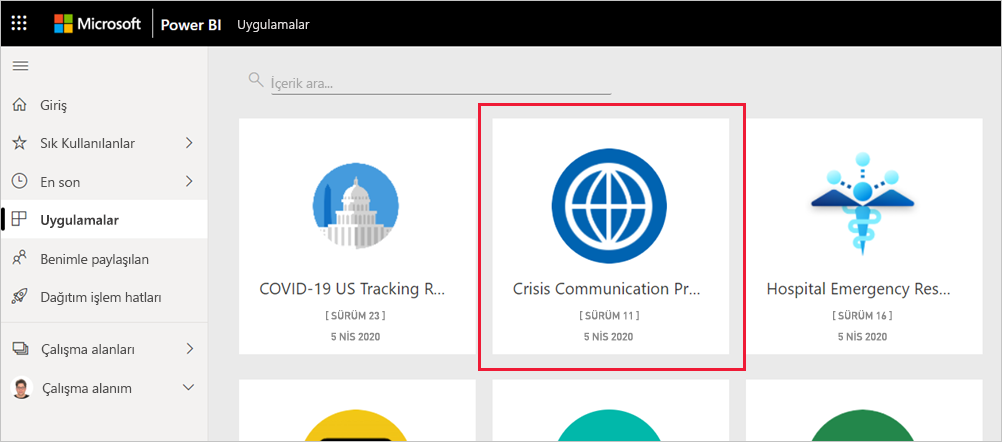 Microsoft Power BI Uygulamalar
İçerik ara...
Giriş
Sık Kullanılanlar
En son
Uygulamalar
Benimle paylaşılan
Dağıtım işlem hatları
Çalışma alanları
Çalışma alanım
COVID-19 US Tracking R...
[ SÜRÜM 23 ]
5 NİS 2020
Crisis Communication Pr...
[ SÜRÜM 11 ]
5 NİS 2020
Hospital Emergency Res...
[ SÜRÜM 16 ]
5 NİS 2020